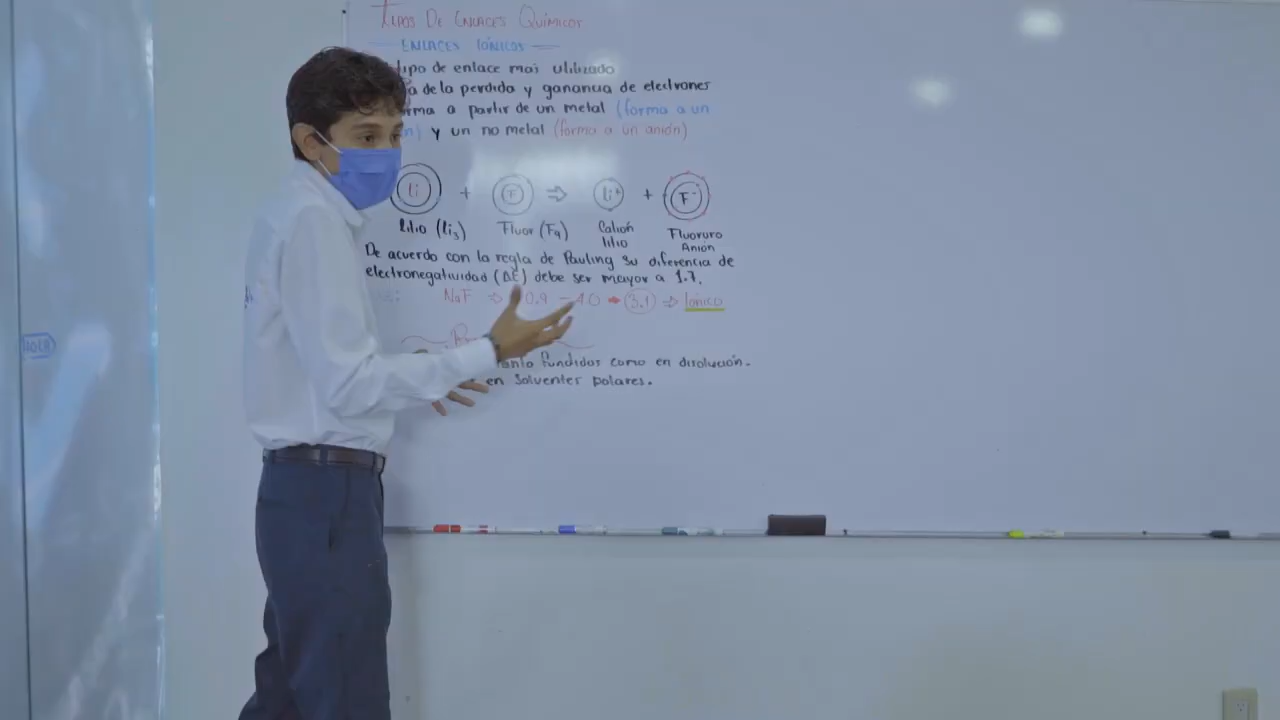 TIPOS DE ENLACES QUÍMICOS
ENLACES IÓNICOS
tipo de enlace mas utilizado
de la perdida y ganancia de electrones
rma a partir de un metal (forma a un
n) y un no metal (forma a un anión)
Li + F ⇒ Li+ + F-
Litio (Li3) Fluor (F9) Catión litio Fluoruro Anión
De acuerdo con la regla de Pauling su diferencia de
electronegatividad (ΔE) debe ser mayor a 1.7.
NaF ⇒ 0.9 - 4.0 → 3.1 ⇒ Iónico
anto fundidos como en disolución.
en solventes polares.